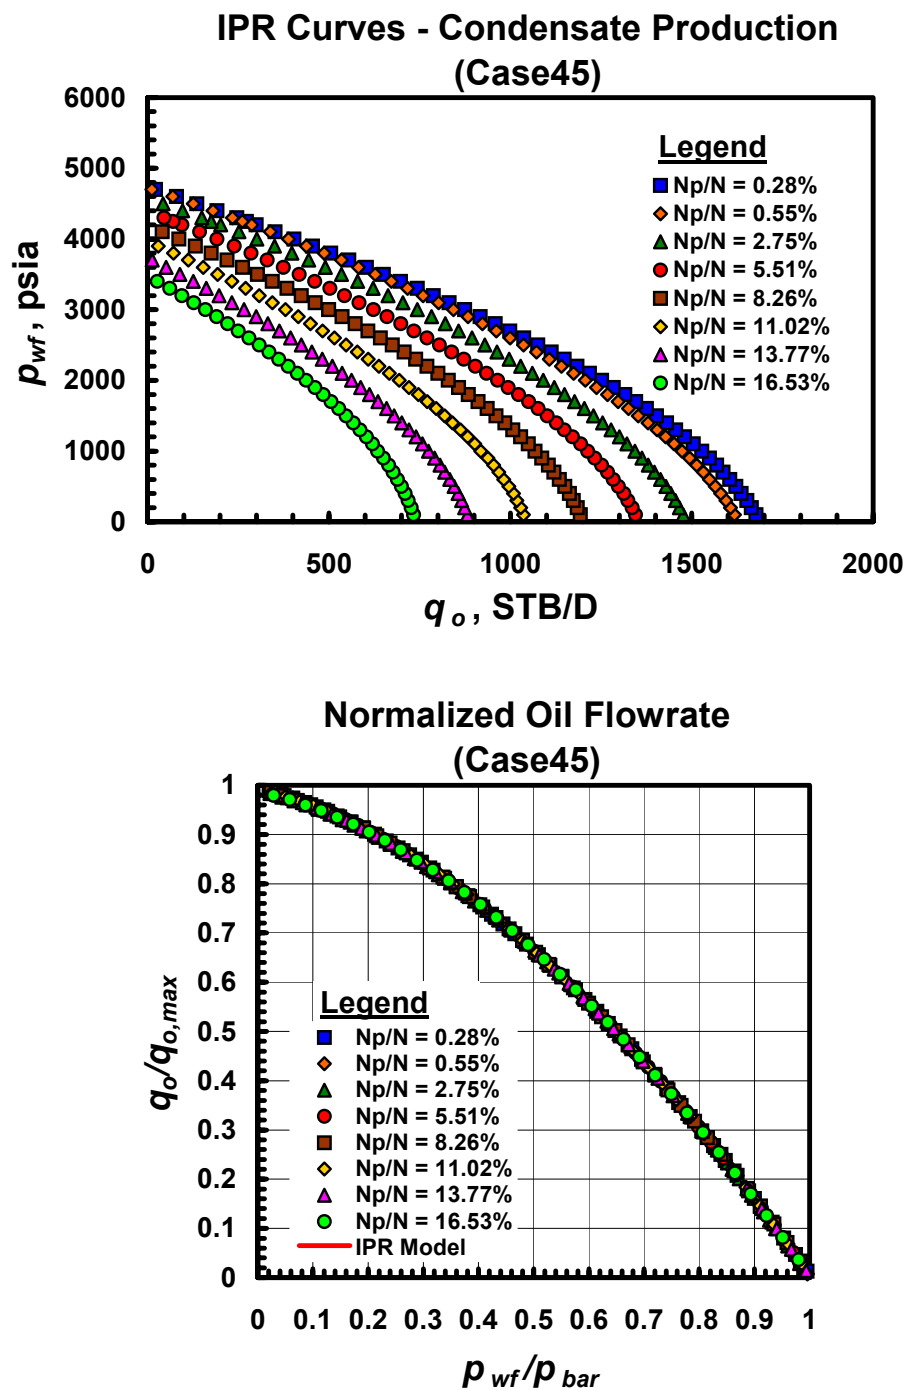 IPR Curves - Condensate Production
(Case45)
6000
5000
4000
3000
2000
1000
0
p wf , psia
Legend
Np/N = 0.28%
Np/N = 0.55%
Np/N = 2.75%
Np/N = 5.51%
Np/N = 8.26%
Np/N = 11.02%
Np/N = 13.77%
Np/N = 16.53%
0 500 1000 1500 2000
q o , STB/D
Normalized Oil Flowrate
(Case45)
1
0.9
0.8
0.7
0.6
0.5
0.4
0.3
0.2
0.1
0
q o /q o,max
Legend
Np/N = 0.28%
Np/N = 0.55%
Np/N = 2.75%
Np/N = 5.51%
Np/N = 8.26%
Np/N = 11.02%
Np/N = 13.77%
Np/N = 16.53%
IPR Model
0 0.1 0.2 0.3 0.4 0.5 0.6 0.7 0.8 0.9 1
p wf /p bar